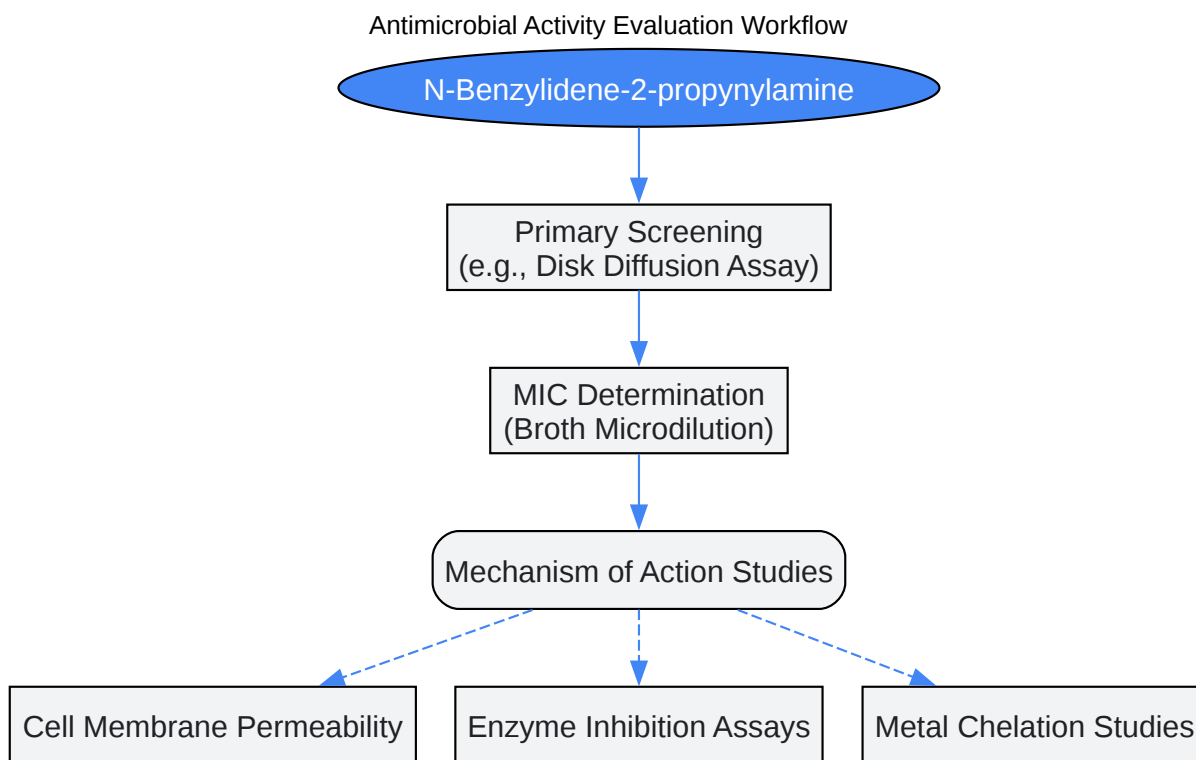 Antimicrobial Activity Evaluation Workflow
N-Benzylidene-2-propynylamine
Primary Screening
(e.g., Disk Diffusion Assay)
MIC Determination
(Broth Microdilution)
Mechanism of Action Studies
Cell Membrane Permeability
Enzyme Inhibition Assays
Metal Chelation Studies